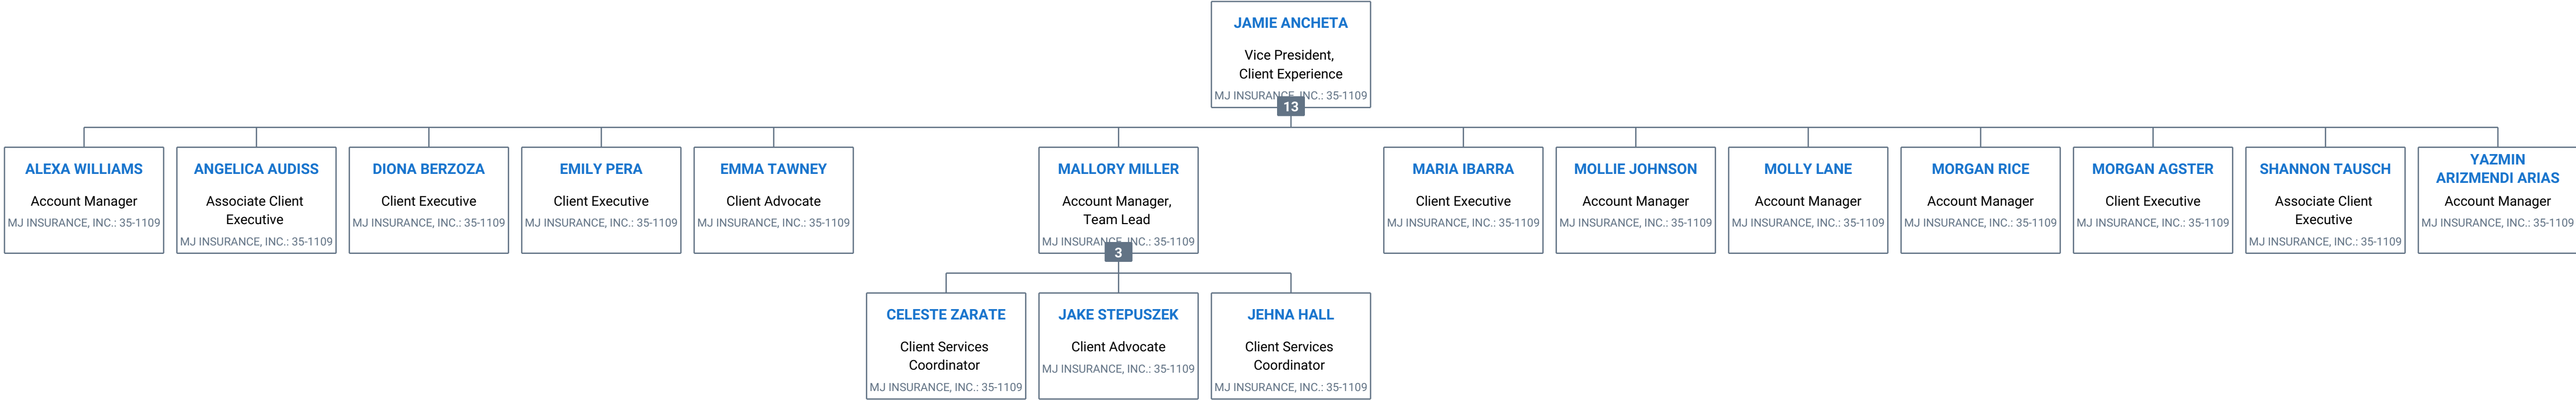 JAMIE ANCHETA
Vice President,
Client Experience
MJ INSURANCE, INC.: 35-1109
13
ALEXA WILLIAMS
Account Manager
MJ INSURANCE, INC.: 35-1109
ANGELICA AUDISS
Associate Client
Executive
MJ INSURANCE, INC.: 35-1109
DIONA BERZOZA
Client Executive
MJ INSURANCE, INC.: 35-1109
EMILY PERA
Client Executive
MJ INSURANCE, INC.: 35-1109
EMMA TAWNEY
Client Advocate
MJ INSURANCE, INC.: 35-1109
MALLORY MILLER
Account Manager,
Team Lead
MJ INSURANCE, INC.: 35-1109
3
MARIA IBARRA
Client Executive
MJ INSURANCE, INC.: 35-1109
MOLLIE JOHNSON
Account Manager
MJ INSURANCE, INC.: 35-1109
MOLLY LANE
Account Manager
MJ INSURANCE, INC.: 35-1109
MORGAN RICE
Account Manager
MJ INSURANCE, INC.: 35-1109
MORGAN AGSTER
Client Executive
MJ INSURANCE, INC.: 35-1109
SHANNON TAUSCH
Associate Client
Executive
MJ INSURANCE, INC.: 35-1109
YAZMIN
ARIZMENDI ARIAS
Account Manager
MJ INSURANCE, INC.: 35-1109
CELESTE ZARATE
Client Services
Coordinator
MJ INSURANCE, INC.: 35-1109
JAKE STEPUSZEK
Client Advocate
MJ INSURANCE, INC.: 35-1109
JEHNA HALL
Client Services
Coordinator
MJ INSURANCE, INC.: 35-1109